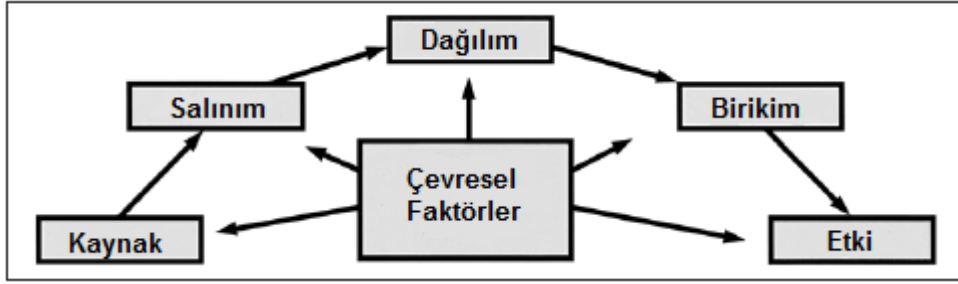 Dağılım
Salınım
Birikim
Çevresel
Faktörler
Kaynak
Etki